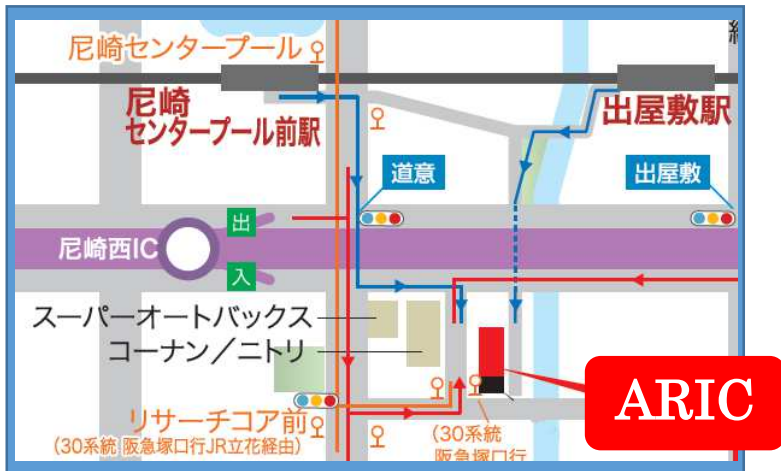 尼崎センタープール
尼崎
センタープール前駅
出屋敷駅
道意
出屋敷
出
尼崎西IC
入
スーパーオートバックス
コーナン／ニトリ
ARIC
リサーチコア前
(30系統 阪急塚口行JR立花経由)
(30系統
阪急塚口行